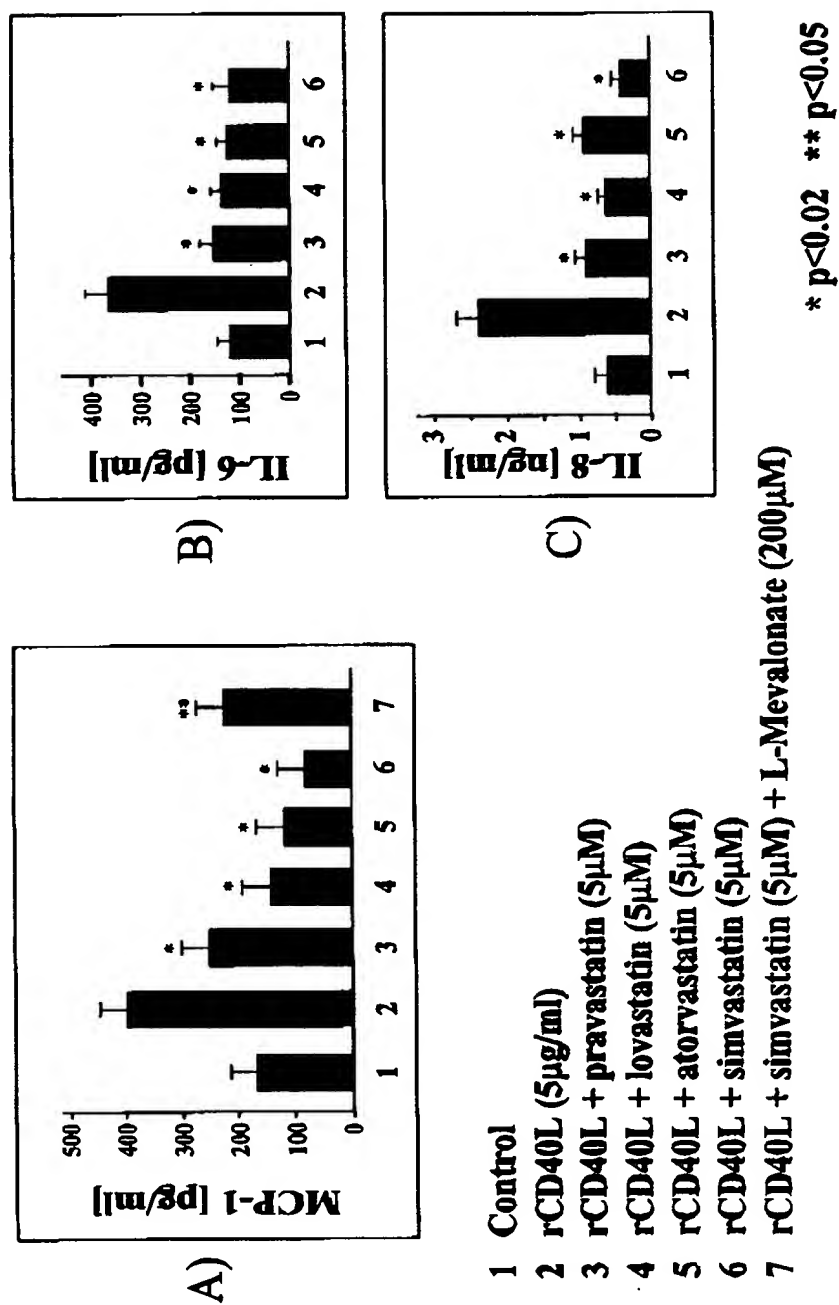 A)
MCP-1 [pg/ml]
500
400
300
200
100
0
* * * * **
1 2 3 4 5 6 7
B)
IL-6 [pg/ml]
400
300
200
100
0
* * * *
1 2 3 4 5 6
C)
IL-8 [ng/ml]
3
2
1
0
* * * *
1 2 3 4 5 6
1 Control
2 rCD40L (5µg/ml)
3 rCD40L + pravastatin (5µM)
4 rCD40L + lovastatin (5µM)
5 rCD40L + atorvastatin (5µM)
6 rCD40L + simvastatin (5µM)
7 rCD40L + simvastatin (5µM) + L-Mevalonate (200µM)
* p<0.02 ** p<0.05